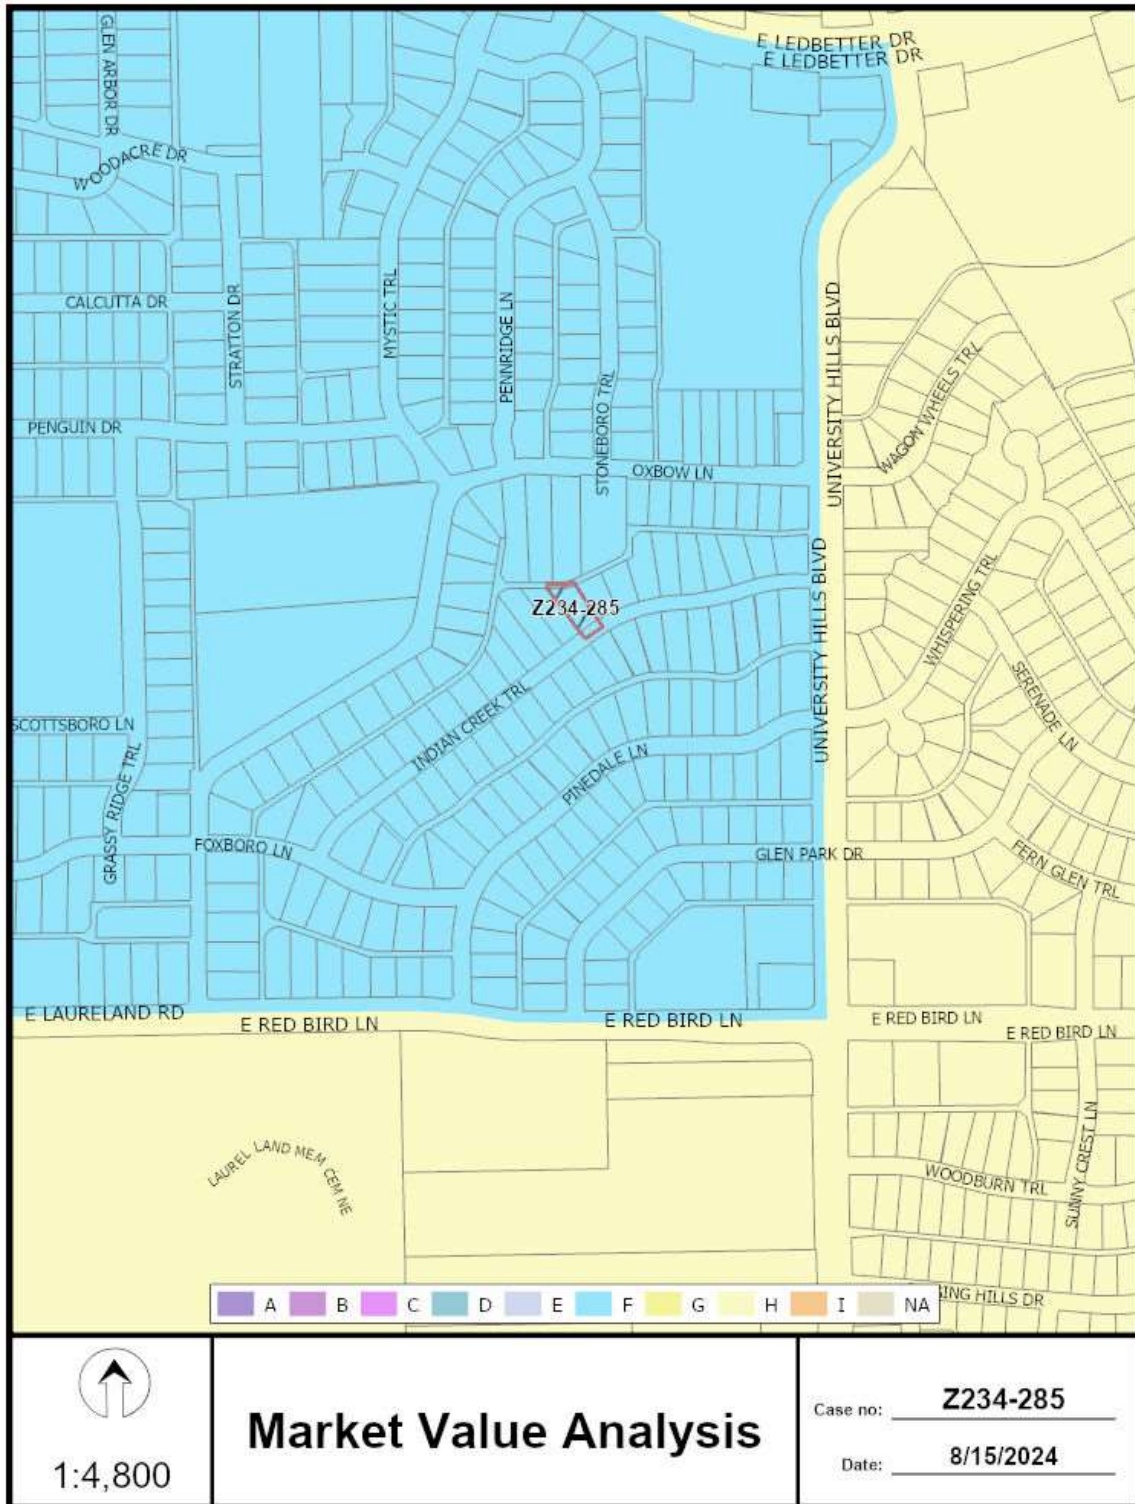 E LEDBETTER DR
E LEDBETTER DR
GLEN ARBOR DR
WOODACRE DR
CALCUTTA DR
STRATTON DR
MYSTIC TRL
PENNRIDGE LN
STONEBORO TRL
UNIVERSITY HILLS BLVD
WAGON WHEELS TRL
PENGUIN DR
OXBOW LN
UNIVERSITY HILLS BLVD
WHISPERING TRL
Z234-285
SERENADE LN
INDIAN CREEK TRL
SCOTTSBORO LN
GRASSY RIDGE TRL
PINEDALE LN
FOXBORO LN
GLEN PARK DR
FERN GLEN TRL
E LAURELAND RD
E RED BIRD LN
E RED BIRD LN
E RED BIRD LN
E RED BIRD LN
LAUREL LAND MEM CEM NE
WOODBURN TRL
SUNNY CREST LN
ING HILLS DR
A B C D E F G H I NA
1:4,800
Market Value Analysis
Case no: Z234-285
Date: 8/15/2024